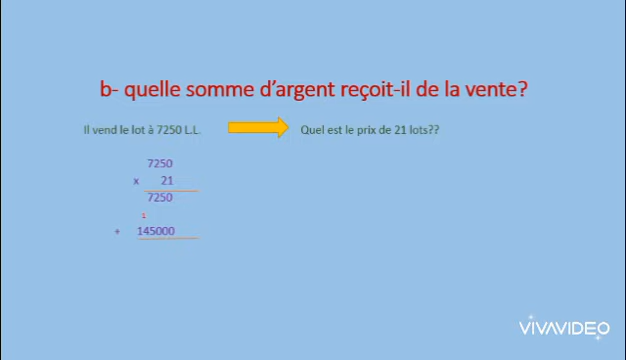 b- quelle somme d'argent reçoit-il de la vente?
Il vend le lot à 7250 L.L. Quel est le prix de 21 lots??
7250
x 21
7250
1
+ 145000
VIVAVIDEO